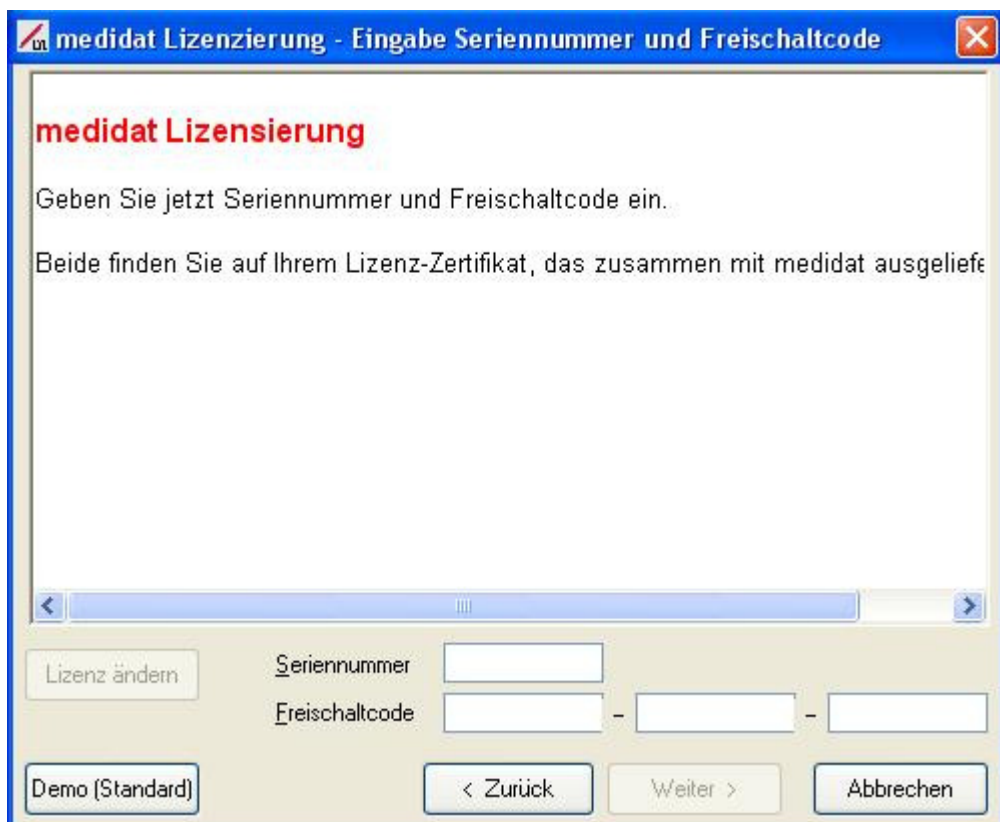 medidat Lizenzierung - Eingabe Seriennummer und Freischaltcode
medidat Lizensierung
Geben Sie jetzt Seriennummer und Freischaltcode ein.
Beide finden Sie auf Ihrem Lizenz-Zertifikat, das zusammen mit medidat ausgeliefe
Lizenz ändern
Seriennummer
Freischaltcode - -
Demo (Standard) < Zurück Weiter > Abbrechen